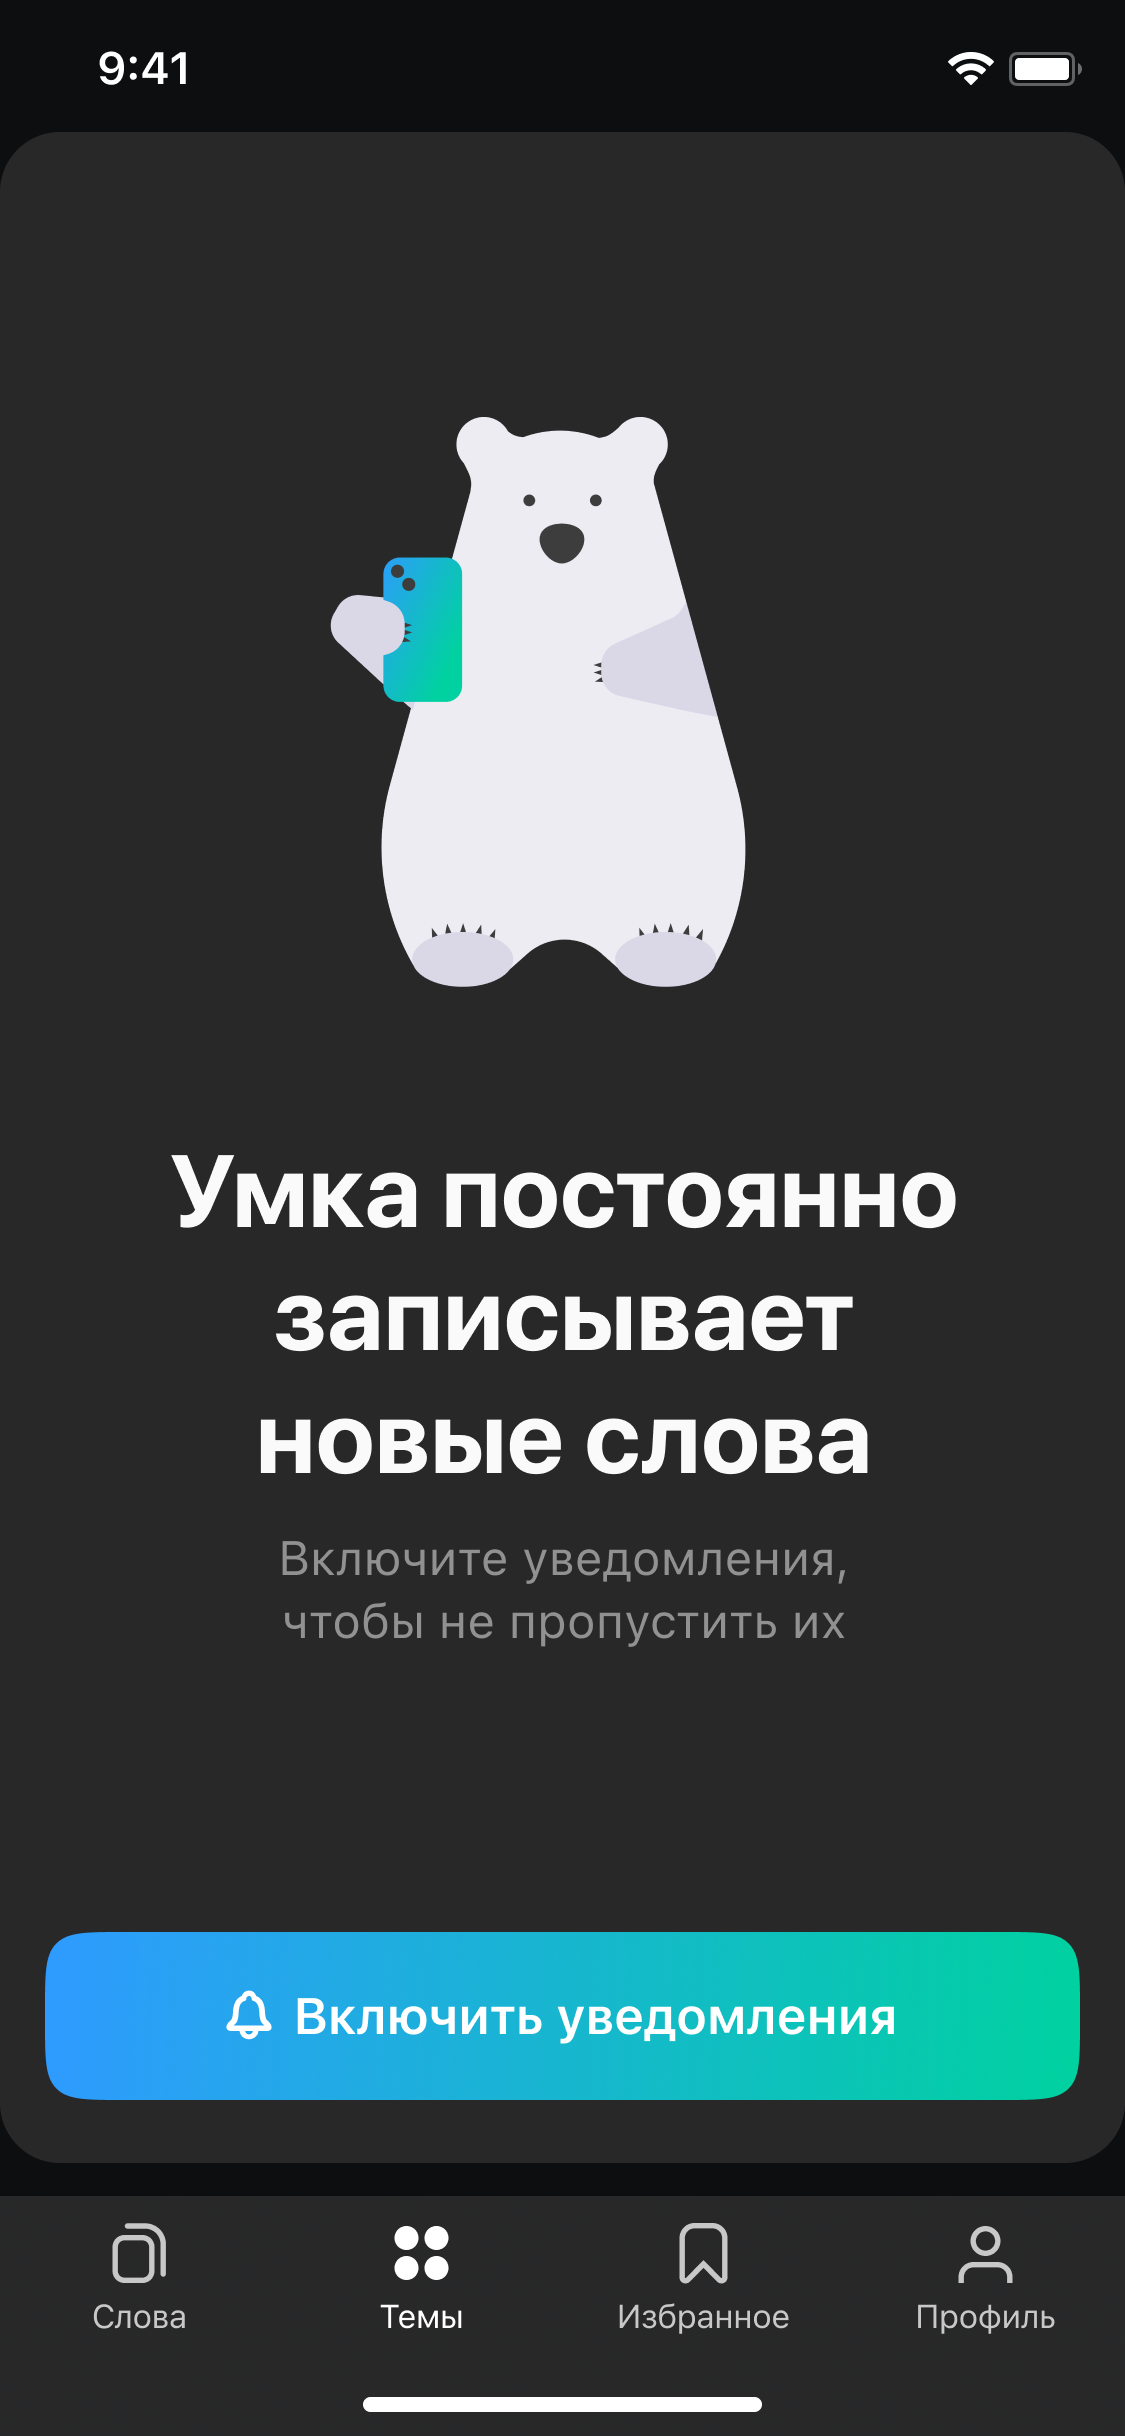 9:41
Умка постоянно
записывает
новые слова
Включите уведомления,
чтобы не пропустить их
Включить уведомления
Слова
Темы
Избранное
Профиль